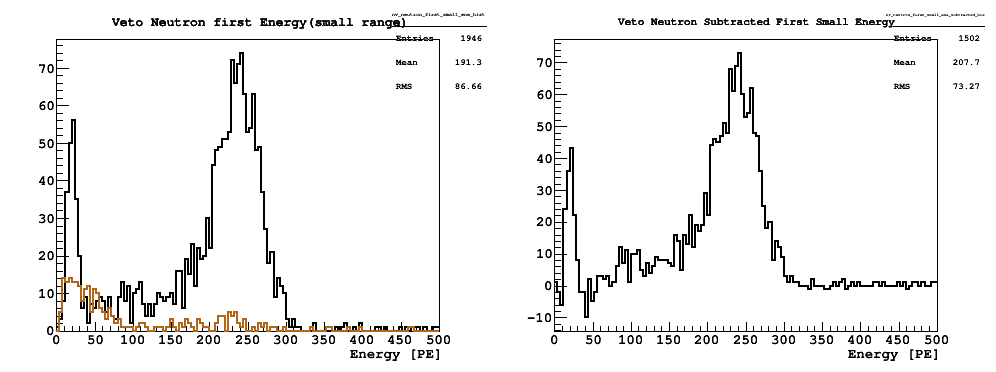 Veto Neutron first Energy(small range)
Entries 1946
Mean 191.3
RMS 86.66
70
60
50
40
30
20
10
0
0 50 100 150 200 250 300 350 400 450 500
Energy [PE]
Veto Neutron Subtracted First Small Energy
Entries 1502
Mean 207.7
RMS 73.27
70
60
50
40
30
20
10
0
-10
0 50 100 150 200 250 300 350 400 450 500
Energy [PE]